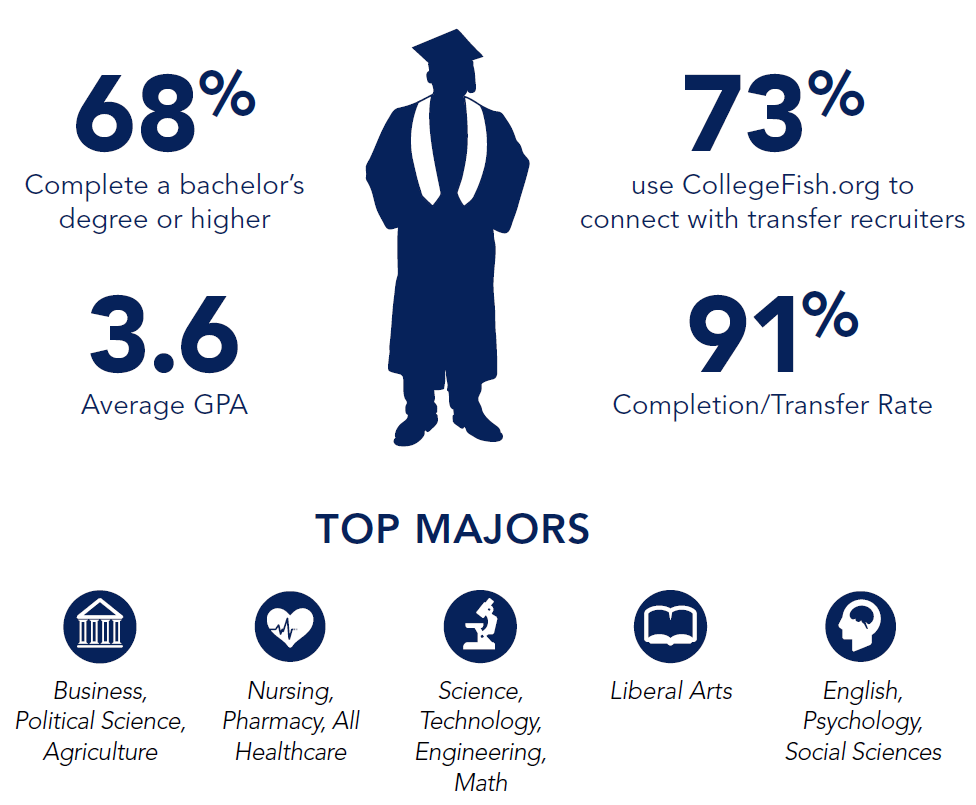 68%
Complete a bachelor's
degree or higher
73%
use CollegeFish.org to
connect with transfer recruiters
3.6
Average GPA
91%
Completion/Transfer Rate
TOP MAJORS
Business,
Political Science,
Agriculture
Nursing,
Pharmacy, All
Healthcare
Science,
Technology,
Engineering,
Math
Liberal Arts
English,
Psychology,
Social Sciences